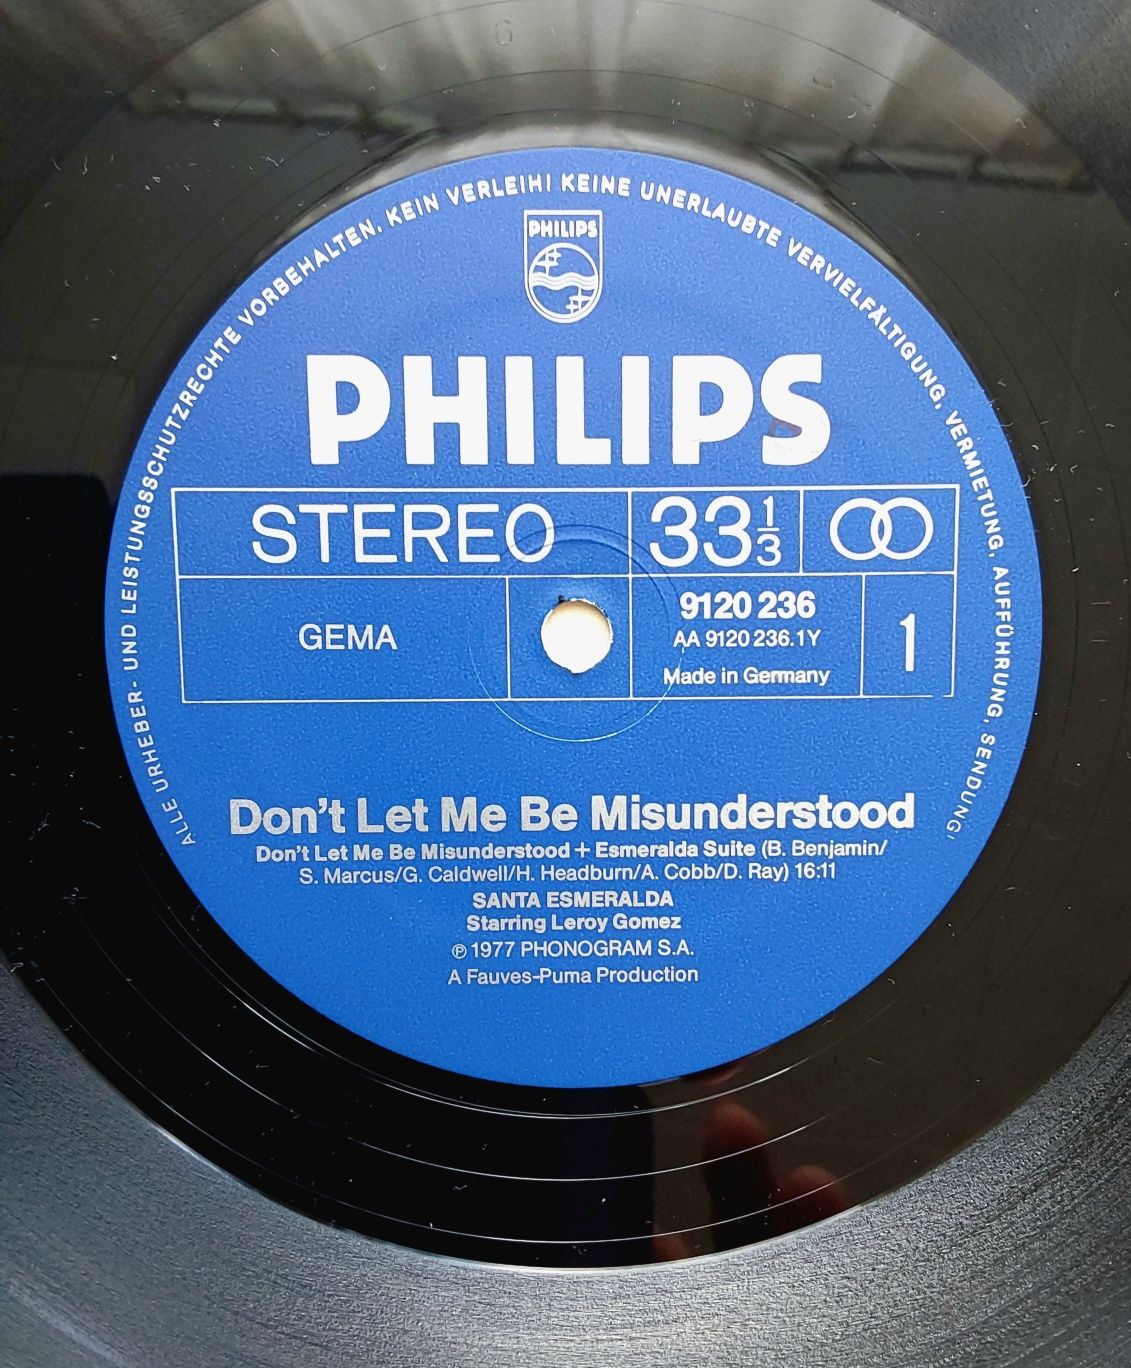 ALLE URHEBER- UND LEISTUNGSSCHUTZRECHTE VORBEHALTEN. KEIN VERLEIH! KEINE UNERLAUBTE VERVIELFÄLTIGUNG, VERMIETUNG, AUFFÜHRUNG, SENDUNG!
PHILIPS
PHILIPS
STEREO 33 1/3
GEMA
9120 236
AA 9120 236.1Y
Made in Germany
1
Don't Let Me Be Misunderstood
Don't Let Me Be Misunderstood + Esmeralda Suite (B. Benjamin/
S. Marcus/G. Caldwell/H. Headburn/A. Cobb/D. Ray) 16:11
SANTA ESMERALDA
Starring Leroy Gomez
℗ 1977 PHONOGRAM S.A.
A Fauves-Puma Production